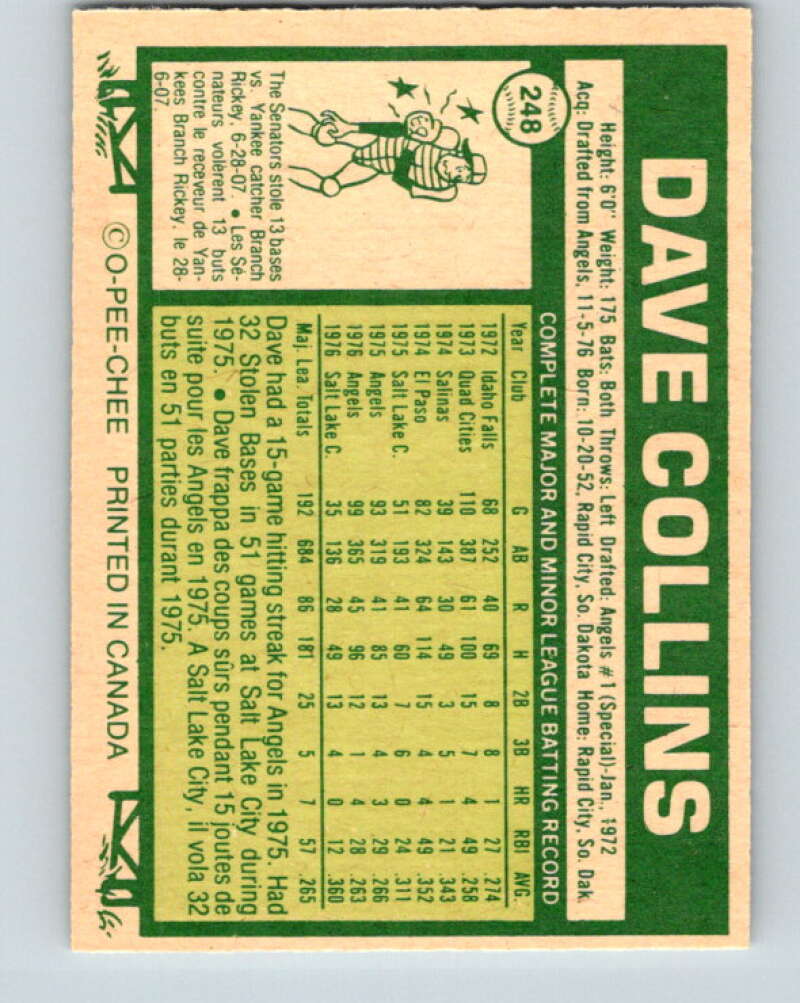 248
DAVE COLLINS
Height: 6'0" Weight: 175 Bats: Both Throws: Left Drafted: Angels #1 (Special)-Jan., 1972
Acq: Drafted from Angels, 11-5-76 Born: 10-20-52, Rapid City, So. Dakota Home: Rapid City, So. Dak.
COMPLETE MAJOR AND MINOR LEAGUE BATTING RECORD
Year Club G AB R H 2B 3B HR RBI AVG.
1972 Idaho Falls 68 252 40 69 8 8 1 27 .274
1973 Quad Cities 110 387 61 100 15 7 4 49 .258
1974 Salinas 39 143 30 49 3 5 1 21 .343
1974 El Paso 82 324 64 114 15 4 4 49 .352
1975 Salt Lake C. 51 193 41 60 7 6 0 24 .311
1975 Angels 93 319 41 85 13 4 3 29 .266
1976 Angels 99 365 45 96 12 1 4 28 .263
1976 Salt Lake C. 35 136 28 49 13 4 0 12 .360
Maj. Lea. Totals 192 684 86 181 25 5 7 57 .265
Dave had a 15-game hitting streak for Angels in 1975. Had
32 Stolen Bases in 51 games at Salt Lake City during
1975. • Dave frappa des coups sûrs pendant 15 joutes de
suite pour les Angels en 1975. A Salt Lake City, il vola 32
buts en 51 parties durant 1975.
The Senators stole 13 bases
vs. Yankee catcher Branch
Rickey, 6-28-07. • Les Sé-
nateurs volèrent 13 buts
contre le receveur de Yan-
kees Branch Rickey, le 28-
6-07.
©O-PEE-CHEE PRINTED IN CANADA